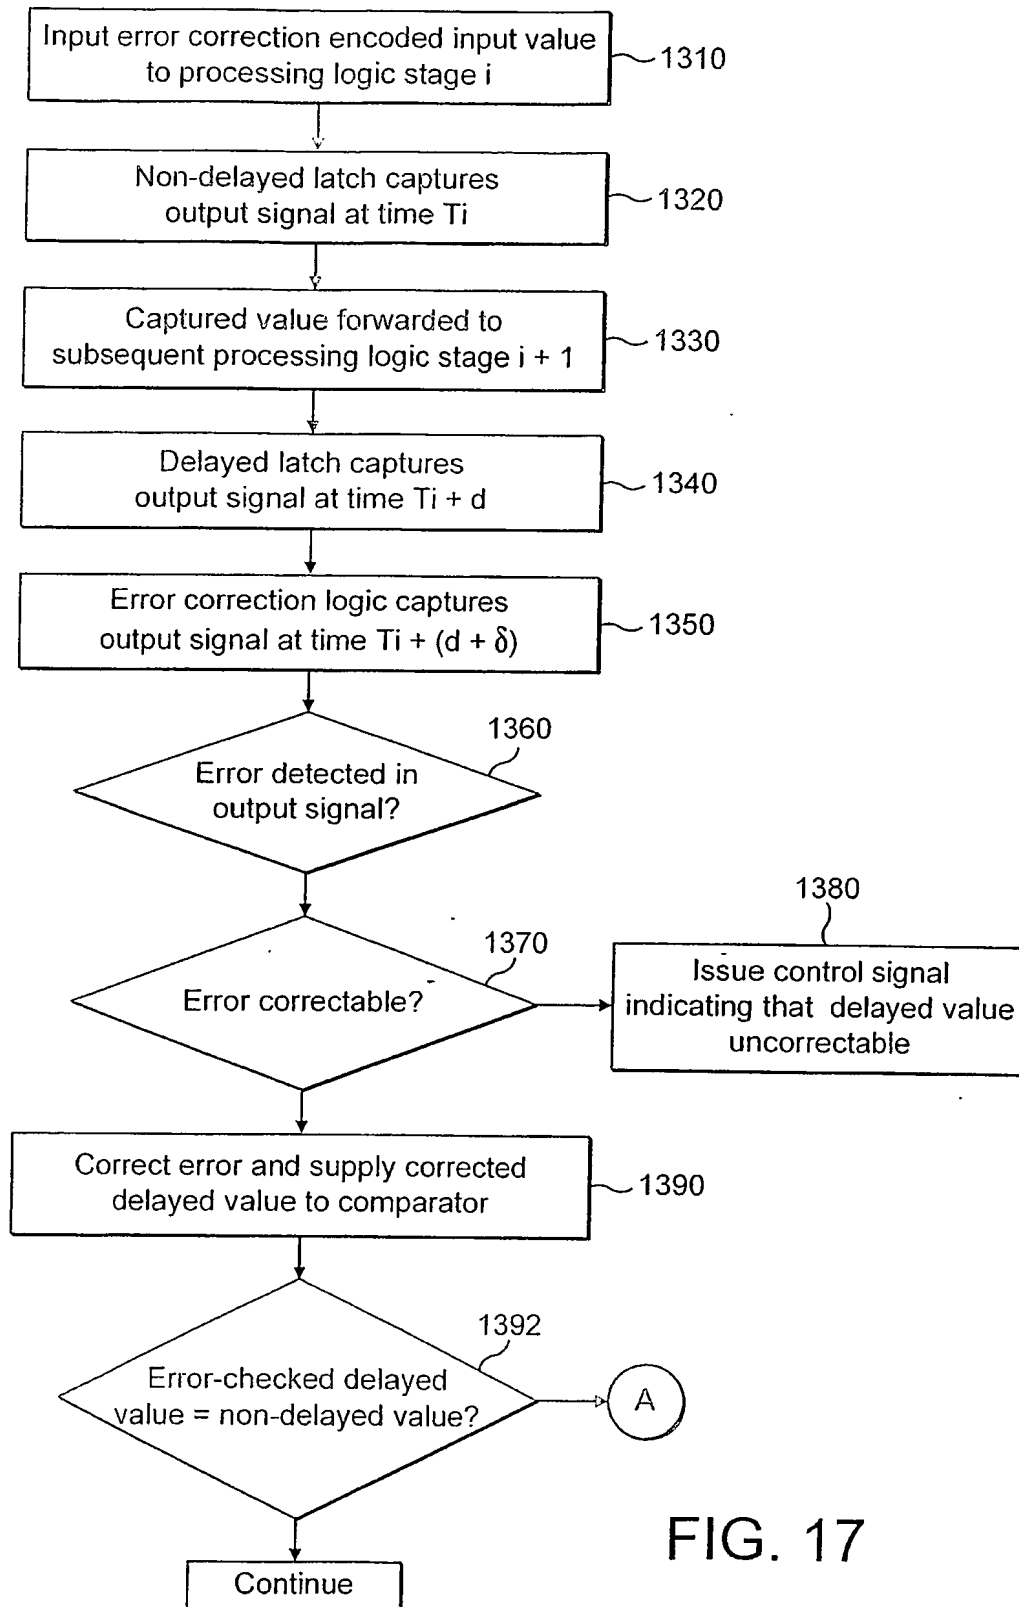 Input error correction encoded input value
to processing logic stage i
1310
Non-delayed latch captures
output signal at time Ti
1320
Captured value forwarded to
subsequent processing logic stage i + 1
1330
Delayed latch captures
output signal at time Ti + d
1340
Error correction logic captures
output signal at time Ti + (d + δ)
1350
1360
Error detected in
output signal?
1370
Error correctable?
1380
Issue control signal
indicating that delayed value
uncorrectable
Correct error and supply corrected
delayed value to comparator
1390
1392
Error-checked delayed
value = non-delayed value?
A
Continue
FIG. 17